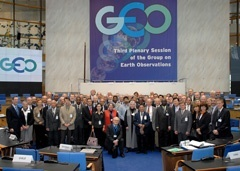 GEO
Third Plenary Session
of the Group on
Earth Observations
GEO